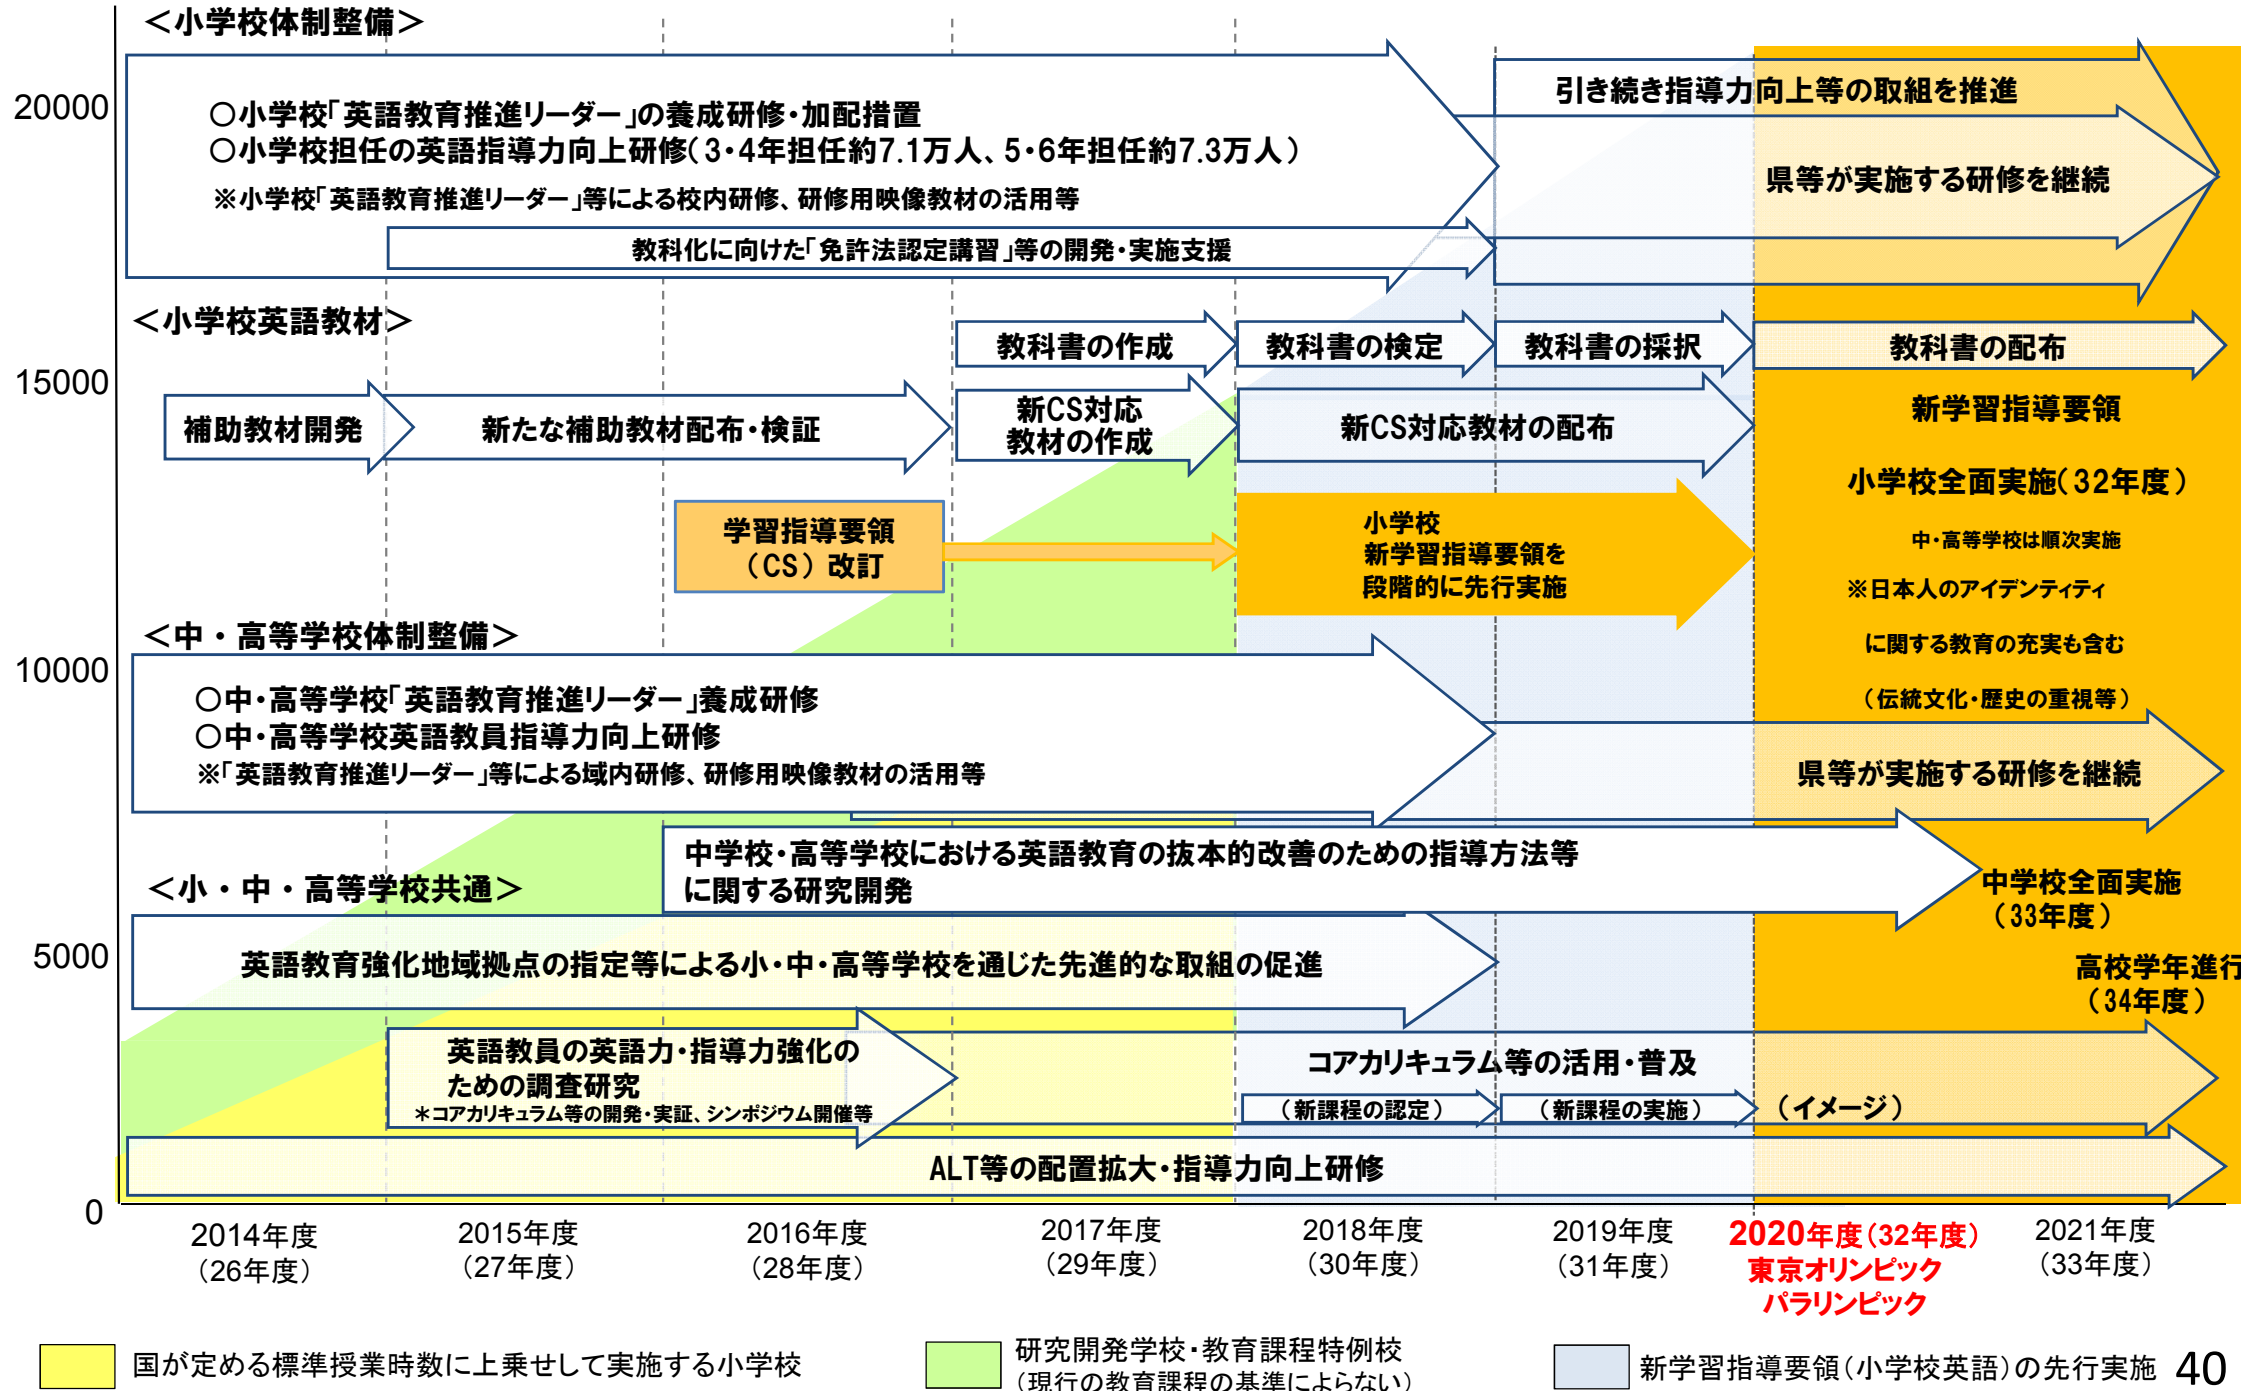 ＜小学校体制整備＞
20000
○小学校「英語教育推進リーダー」の養成研修・加配措置
○小学校担任の英語指導力向上研修（3・4年担任約7.1万人、5・6年担任約7.3万人）
※小学校「英語教育推進リーダー」等による校内研修、研修用映像教材の活用等
教科化に向けた「免許法認定講習」等の開発・実施支援
引き続き指導力向上等の取組を推進
県等が実施する研修を継続
＜小学校英語教材＞
15000
教科書の作成
教科書の検定
教科書の採択
教科書の配布
補助教材開発
新たな補助教材配布・検証
新CS対応
教材の作成
新CS対応教材の配布
学習指導要領
（CS）改訂
小学校
新学習指導要領を
段階的に先行実施
新学習指導要領
小学校全面実施（32年度）
中・高等学校は順次実施
※日本人のアイデンティティ
に関する教育の充実も含む
（伝統文化・歴史の重視等）
＜中・高等学校体制整備＞
10000
○中・高等学校「英語教育推進リーダー」養成研修
○中・高等学校英語教員指導力向上研修
※「英語教育推進リーダー」等による域内研修、研修用映像教材の活用等
県等が実施する研修を継続
中学校・高等学校における英語教育の抜本的改善のための指導方法等
に関する研究開発
中学校全面実施
（33年度）
＜小・中・高等学校共通＞
5000
英語教育強化地域拠点の指定等による小・中・高等学校を通じた先進的な取組の促進
高校学年進行
（34年度）
英語教員の英語力・指導力強化の
ための調査研究
＊コアカリキュラム等の開発・実証、シンポジウム開催等
コアカリキュラム等の活用・普及
（新課程の認定）
（新課程の実施）
（イメージ）
ALT等の配置拡大・指導力向上研修
0
2014年度
（26年度）
2015年度
（27年度）
2016年度
（28年度）
2017年度
（29年度）
2018年度
（30年度）
2019年度
（31年度）
2020年度（32年度）
東京オリンピック
パラリンピック
2021年度
（33年度）
国が定める標準授業時数に上乗せして実施する小学校
研究開発学校・教育課程特例校
（現行の教育課程の基準によらない）
新学習指導要領（小学校英語）の先行実施
40